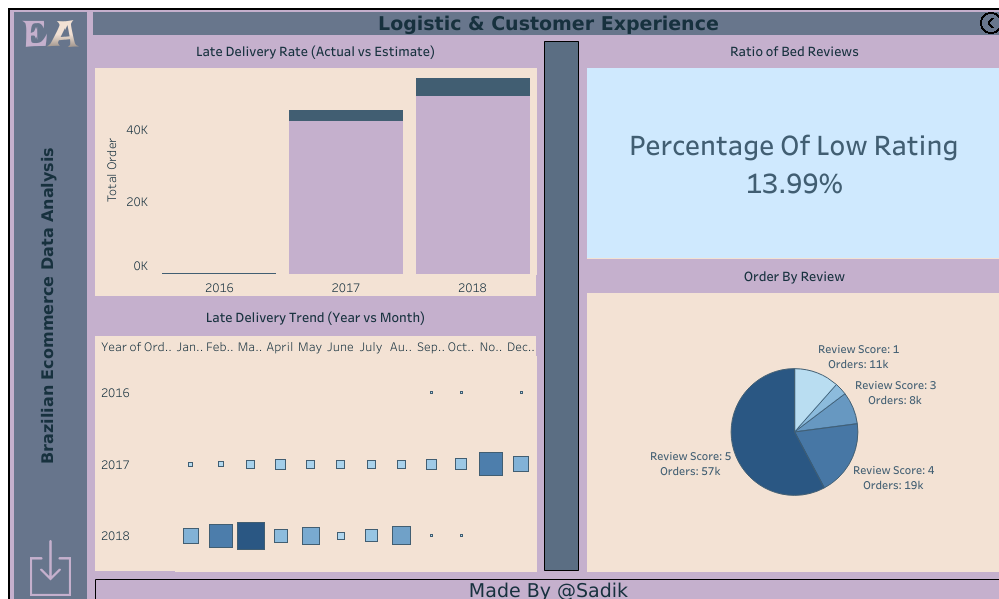 EA
Logistic & Customer Experience
Brazilian Ecommerce Data Analysis
Late Delivery Rate (Actual vs Estimate)
Total Order
40K
20K
0K
2016
2017
2018
Late Delivery Trend (Year vs Month)
Year of Ord.. Jan.. Feb.. Ma.. April May June July Au.. Sep.. Oct.. No.. Dec..
2016
2017
2018
Ratio of Bed Reviews
Percentage Of Low Rating
13.99%
Order By Review
Review Score: 1
Orders: 11k
Review Score: 3
Orders: 8k
Review Score: 5
Orders: 57k
Review Score: 4
Orders: 19k
Made By @Sadik